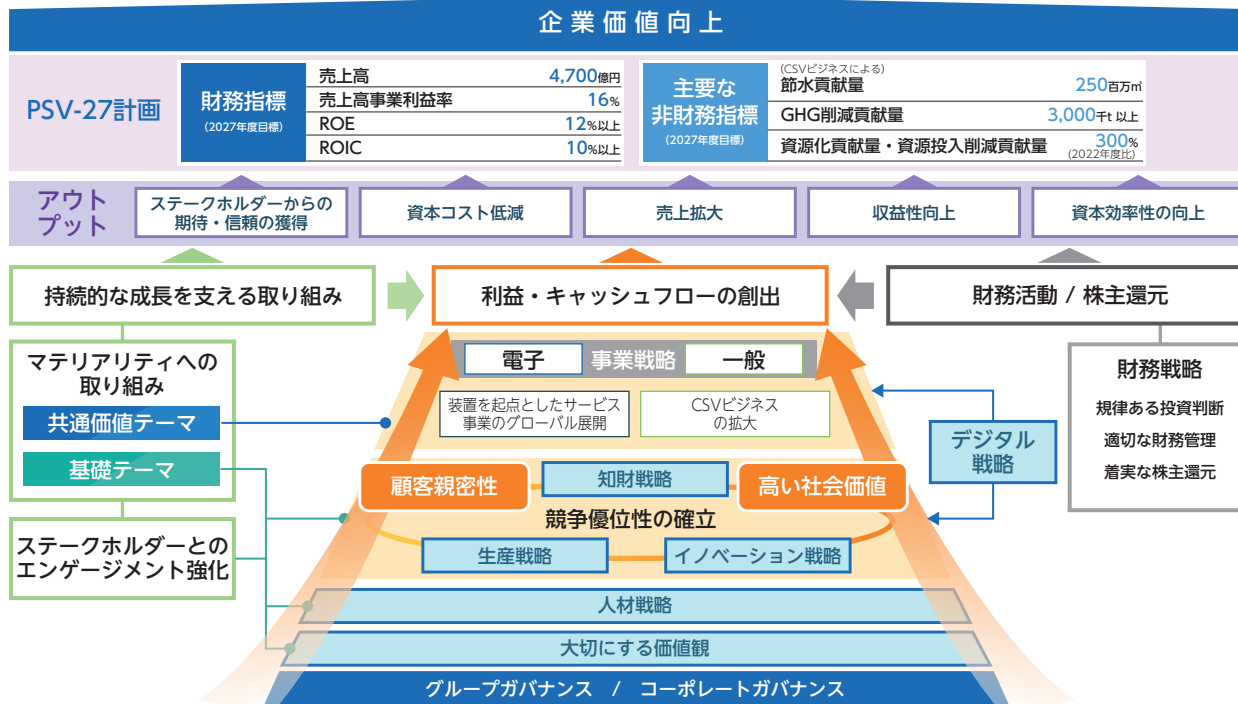 企業価値向上
PSV-27計画
財務指標
(2027年度目標)
売上高 4,700億円
売上高事業利益率 16%
ROE 12%以上
ROIC 10%以上
主要な
非財務指標
(2027年度目標)
(CSVビジネスによる)
節水貢献量 250百万㎥
GHG削減貢献量 3,000千t 以上
資源化貢献量・資源投入削減貢献量 300%
(2022年度比)
アウト
プット
ステークホルダーからの
期待・信頼の獲得
資本コスト低減
売上拡大
収益性向上
資本効率性の向上
持続的な成長を支える取り組み
利益・キャッシュフローの創出
財務活動 / 株主還元
マテリアリティへの
取り組み
共通価値テーマ
基礎テーマ
ステークホルダーとの
エンゲージメント強化
電子 事業戦略 一般
装置を起点としたサービス
事業のグローバル展開
CSVビジネス
の拡大
顧客親密性
知財戦略
高い社会価値
競争優位性の確立
生産戦略
イノベーション戦略
デジタル
戦略
財務戦略
規律ある投資判断
適切な財務管理
着実な株主還元
人材戦略
大切にする価値観
グループガバナンス / コーポレートガバナンス